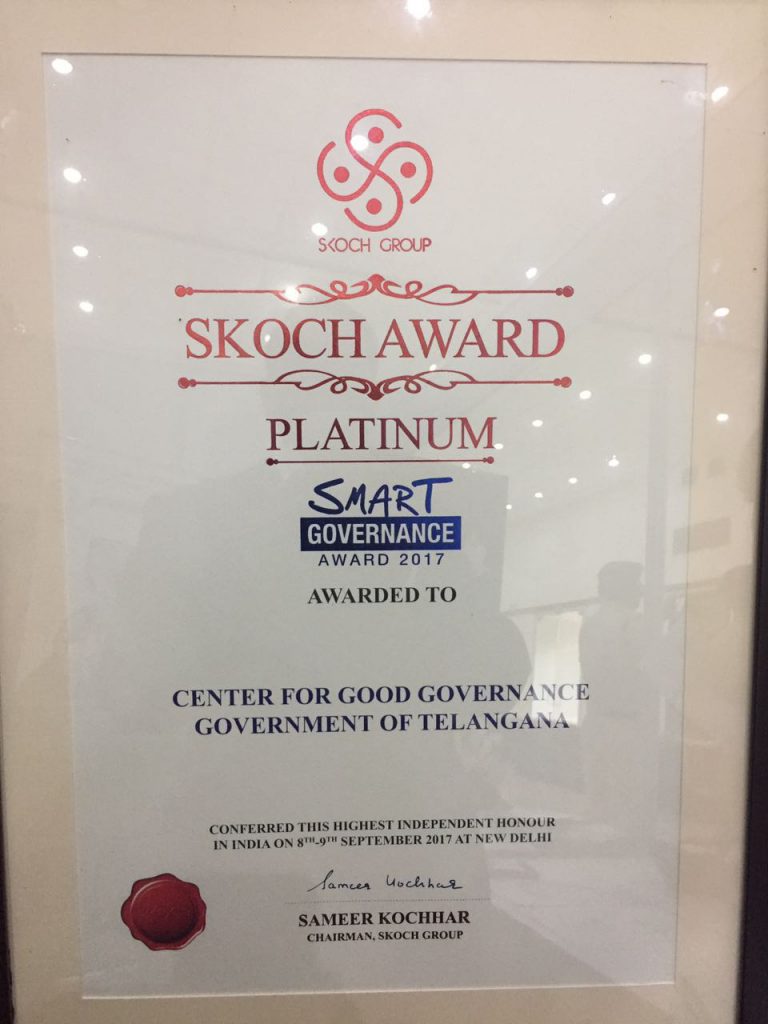 SKOCH GROUP
SKOCH AWARD
PLATINUM
SMART
GOVERNANCE
AWARD 2017
AWARDED TO
CENTER FOR GOOD GOVERNANCE
GOVERNMENT OF TELANGANA
CONFERRED THIS HIGHEST INDEPENDENT HONOUR
IN INDIA ON 8TH-9TH SEPTEMBER 2017 AT NEW DELHI
Sameer Kochhar
SAMEER KOCHHAR
CHAIRMAN, SKOCH GROUP